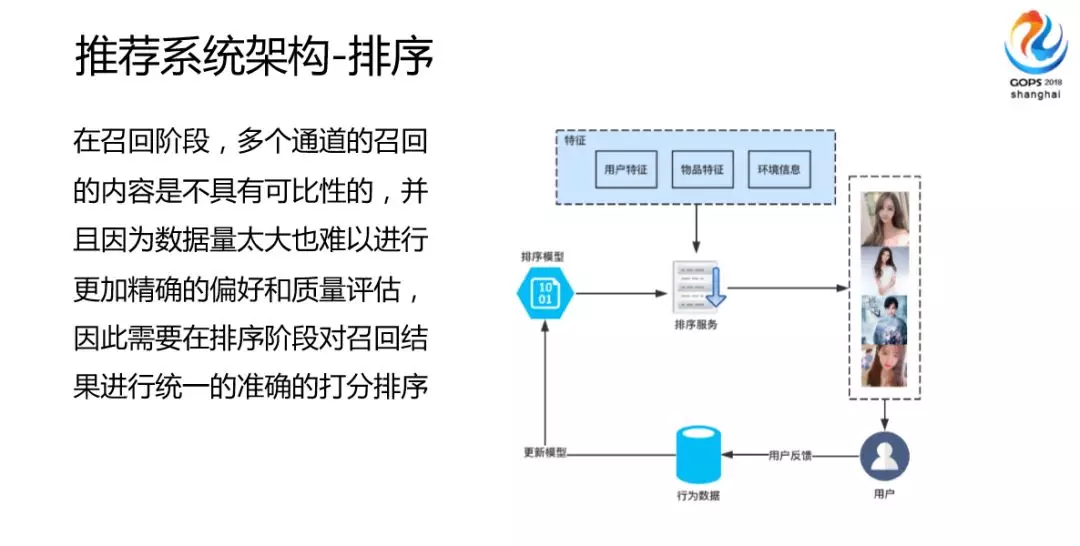 推荐系统架构-排序
GOPS 2018
shanghai
在召回阶段，多个通道的召回
的内容是不具有可比性的，并
且因为数据量太大也难以进行
更加精确的偏好和质量评估，
因此需要在排序阶段对召回结
果进行统一的准确的打分排序
特征
用户特征
物品特征
环境信息
排序模型
10
01
排序服务
更新模型
用户反馈
行为数据
用户